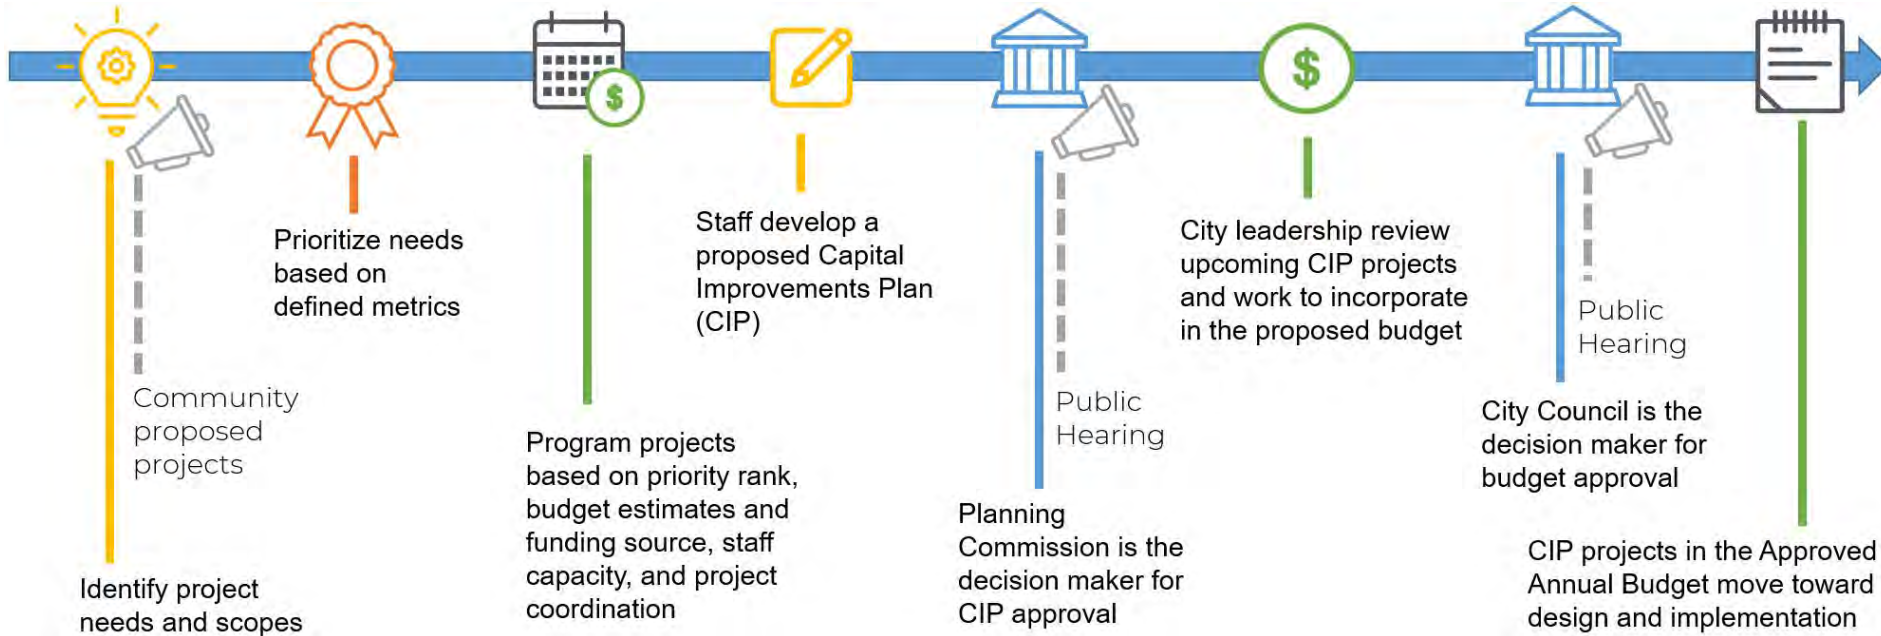 Identify project
needs and scopes
Community
proposed
projects
Prioritize needs
based on
defined metrics
$
Program projects
based on priority rank,
budget estimates and
funding source, staff
capacity, and project
coordination
Staff develop a
proposed Capital
Improvements Plan
(CIP)
Public
Hearing
Planning
Commission is the
decision maker for
CIP approval
$
City leadership review
upcoming CIP projects
and work to incorporate
in the proposed budget
Public
Hearing
City Council is the
decision maker for
budget approval
CIP projects in the Approved
Annual Budget move toward
design and implementation